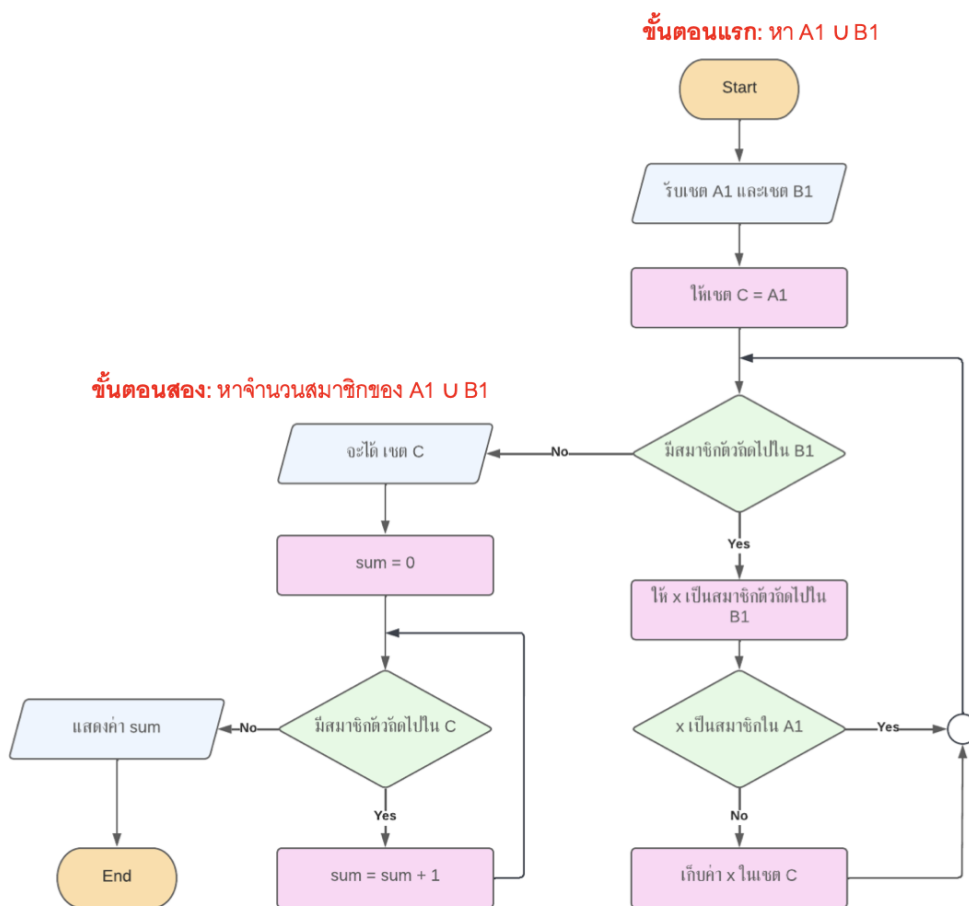 ขั้นตอนแรก: หา A1 ∪ B1
Start
รับเซต A1 และเซต B1
ให้เซต C = A1
มีสมาชิกตัวถัดไปใน B1
No
Yes
ให้ x เป็นสมาชิกตัวถัดไปใน
B1
x เป็นสมาชิกใน A1
Yes
No
เก็บค่า x ในเซต C
ขั้นตอนสอง: หาจำนวนสมาชิกของ A1 ∪ B1
จะได้ เซต C
sum = 0
มีสมาชิกตัวถัดไปใน C
No
Yes
sum = sum + 1
แสดงค่า sum
End